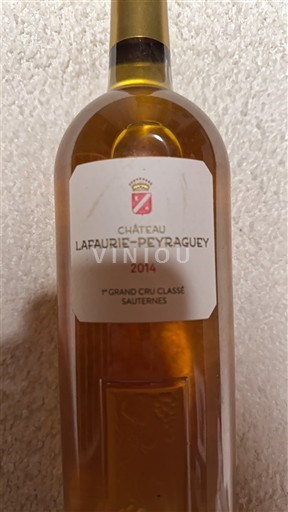 CHÂTEAU
LAFAURIE-PEYRAGUEY
VINIOU
2014
1er GRAND CRU CLASSÉ
SAUTERNES